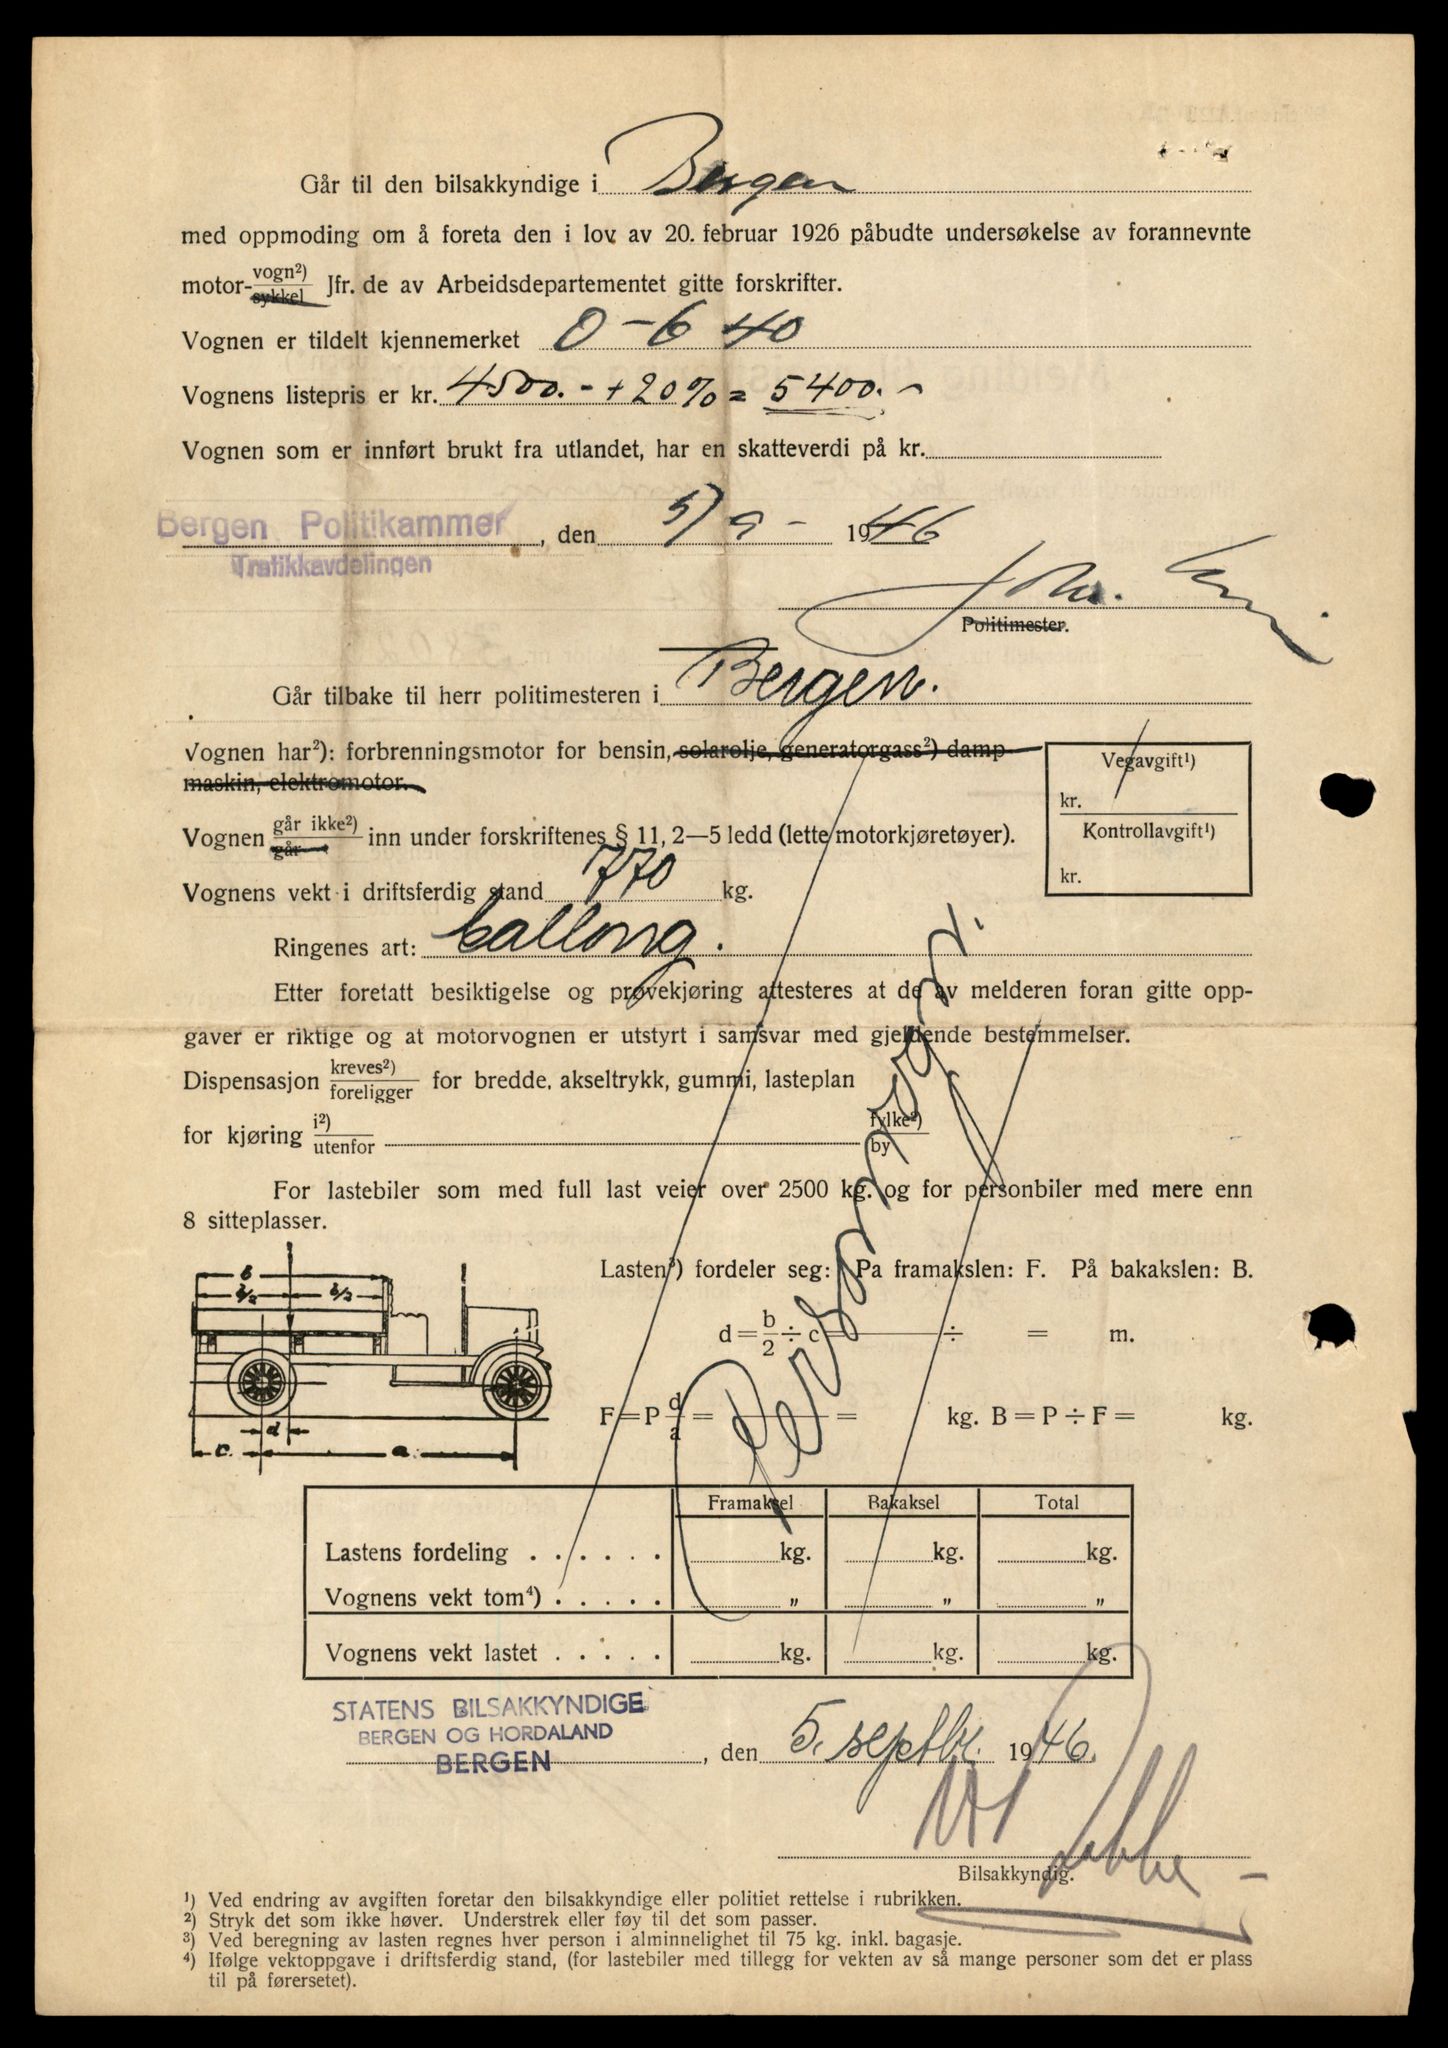 Går til den bilsakkyndige i Bergen
med oppmoding om å foreta den i lov av 20. februar 1926 påbudte undersøkelse av forannevnte
motor- vogn²) / sykkel Jfr. de av Arbeidsdepartementet gitte forskrifter.
Vognen er tildelt kjennemerket O-640
Vognens listepris er kr. 4500.- + 20% = 5400.-
Vognen som er innført brukt fra utlandet, har en skatteverdi på kr.
Bergen Politikammer, den 5/9 - 1946
Trafikkavdelingen
Politimester.
Går tilbake til herr politimesteren i Bergen.
Vognen har²): forbrenningsmotor for bensin, solarolje, generatorgass²) damp-
maskin, elektromotor.
Vegavgift¹)
kr.
Kontrollavgift¹)
kr.
Vognen går ikke²) / går inn under forskriftenes § 11, 2—5 ledd (lette motorkjøretøyer).
Vognens vekt i driftsferdig stand 770 kg.
Ringenes art: ballong.
Etter foretatt besiktigelse og prøvekjøring attesteres at de av melderen foran gitte opp-
gaver er riktige og at motorvognen er utstyrt i samsvar med gjeldende bestemmelser.
Dispensasjon kreves²) / foreligger for bredde, akseltrykk, gummi, lasteplan
for kjøring i²) / utenfor fylke²) / by
Personvogn.
For lastebiler som med full last veier over 2500 kg. og for personbiler med mere enn
8 sitteplasser.
Lasten³) fordeler seg: Pa framakslen: F. På bakakslen: B.
b
b/2 b/2
d = b/2 ÷ c = ÷ = m.
F = P d/a = = kg. B = P ÷ F = kg.
c. d a
Framaksel Bakaksel Total
Lastens fordeling . . . . . . kg. kg. kg.
Vognens vekt tom⁴) . . . . . „ „ „
Vognens vekt lastet . . . . . kg. kg. kg.
STATENS BILSAKKYNDIGE
BERGEN OG HORDALAND
BERGEN, den 5. septbr. 1946.
Bilsakkyndig.
¹) Ved endring av avgiften foretar den bilsakkyndige eller politiet rettelse i rubrikken.
²) Stryk det som ikke høver. Understrek eller føy til det som passer.
³) Ved beregning av lasten regnes hver person i alminnelighet til 75 kg. inkl. bagasje.
⁴) Ifølge vektoppgave i driftsferdig stand, (for lastebiler med tillegg for vekten av så mange personer som det er plass
til på førersetet).